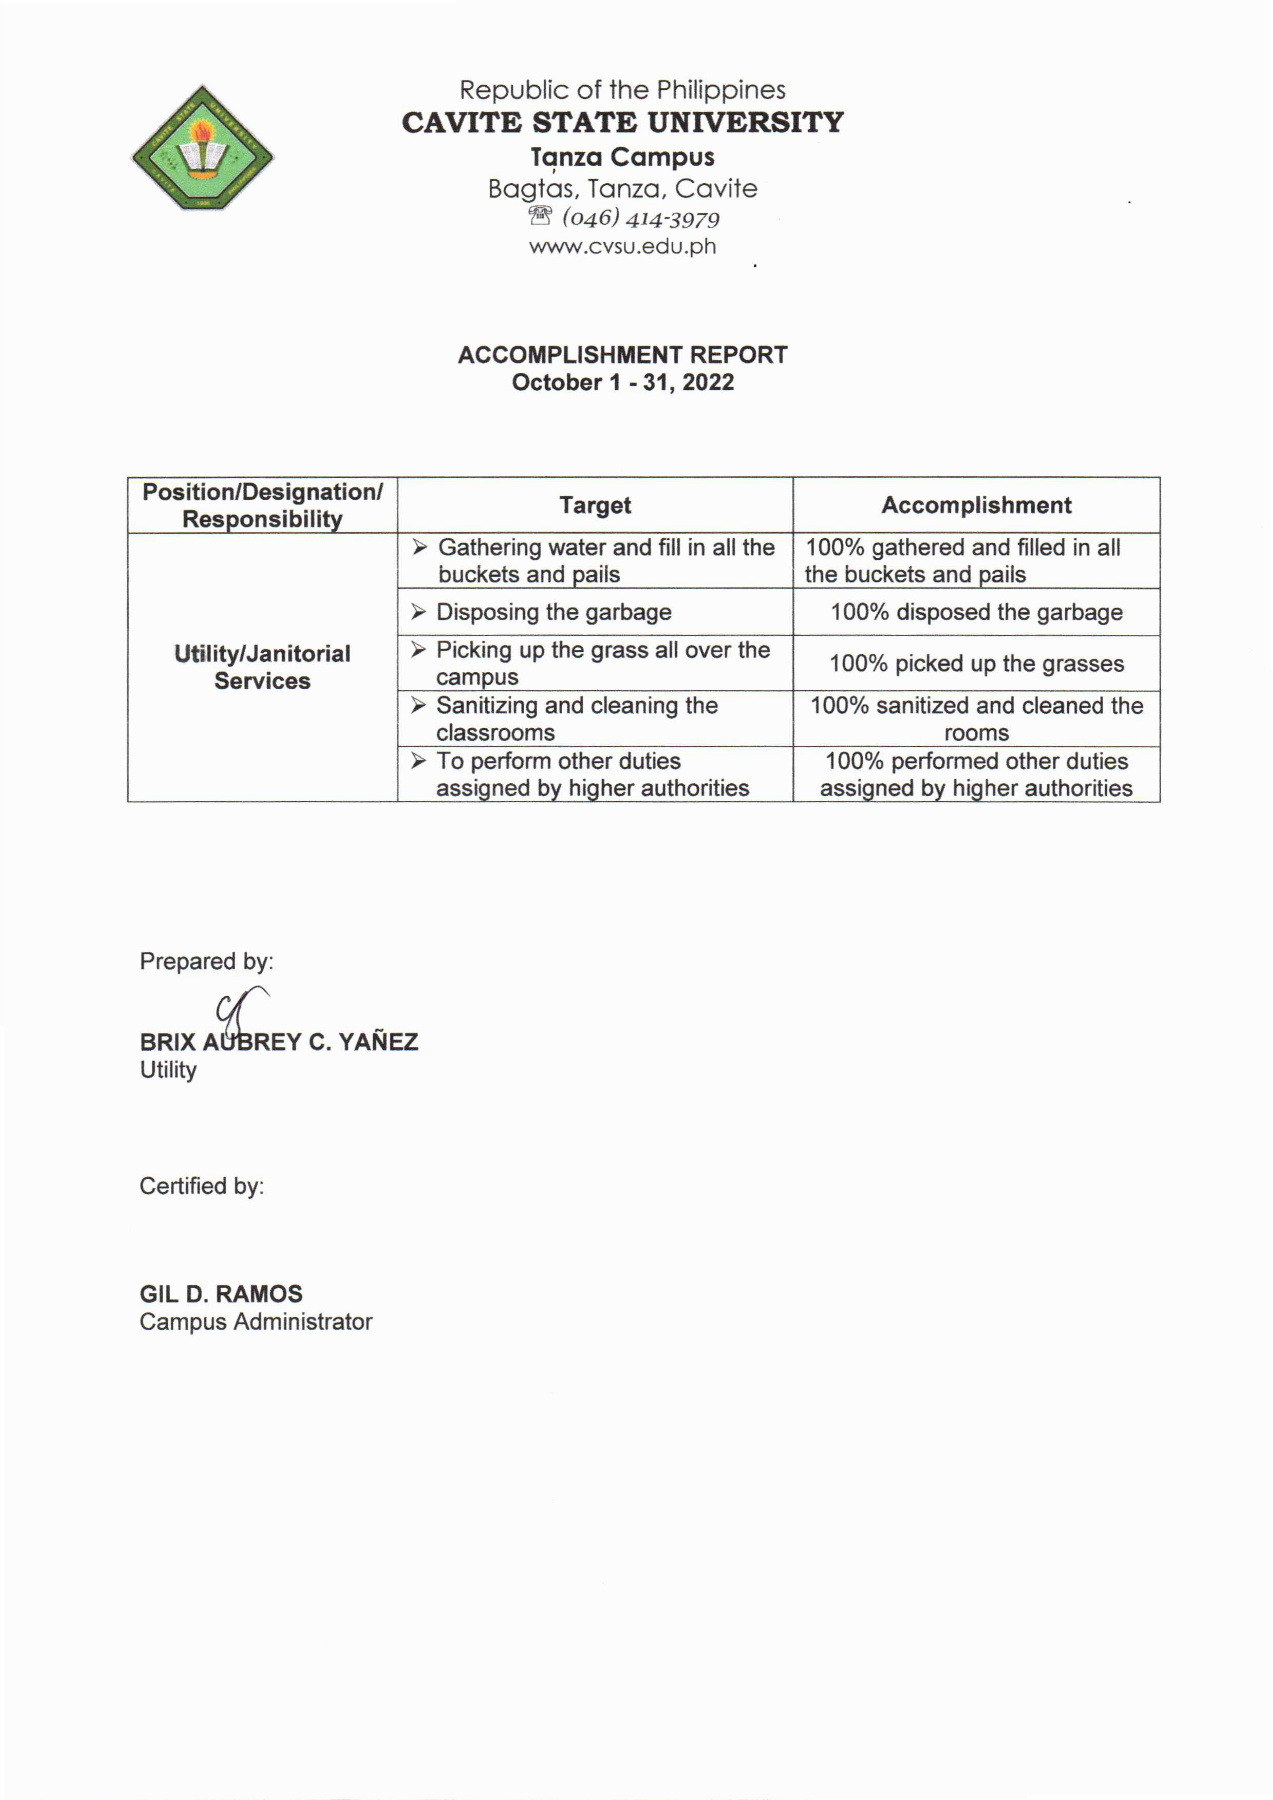 Republic of the Philippines
CAVITE STATE UNIVERSITY
Tanza Campus
Bagtas, Tanza, Cavite
☏ (046) 414-3979
www.cvsu.edu.ph
ACCOMPLISHMENT REPORT
October 1 - 31, 2022
Position/Designation/
Responsibility
Target
Accomplishment
Utility/Janitorial
Services
➢ Gathering water and fill in all the
buckets and pails
100% gathered and filled in all
the buckets and pails
➢ Disposing the garbage
100% disposed the garbage
➢ Picking up the grass all over the
campus
100% picked up the grasses
➢ Sanitizing and cleaning the
classrooms
100% sanitized and cleaned the
rooms
➢ To perform other duties
assigned by higher authorities
100% performed other duties
assigned by higher authorities
Prepared by:
BRIX AUBREY C. YAÑEZ
Utility
Certified by:
GIL D. RAMOS
Campus Administrator